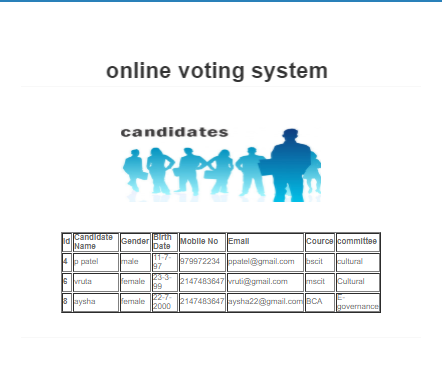 online voting system
candidates
Id Candidate Name Gender Birth Date Mobile No Email Cource committee
4 p patel male 11-7-97 979972234 ppatel@gmail.com bscit cultural
6 vruta female 23-3-99 2147483647 vruti@gmail.com mscit Cultural
8 aysha female 22-7-2000 2147483647 aysha22@gmail.com BCA E-governance